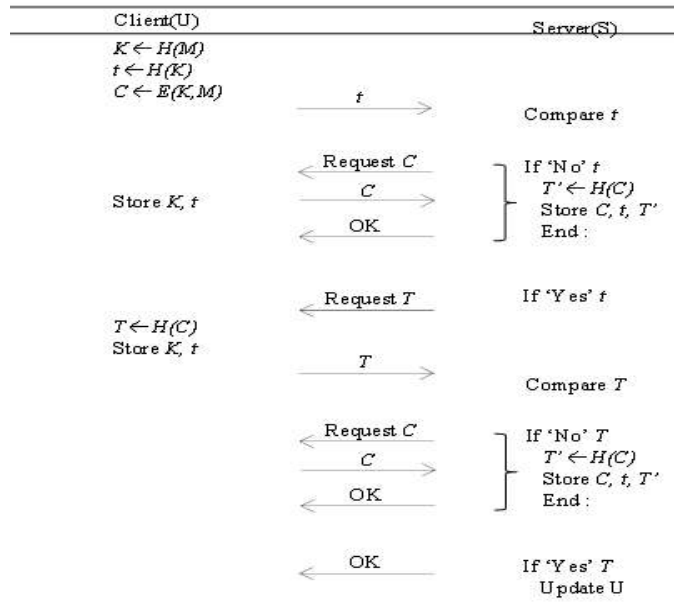 Client(U) Server(S)
K ← H(M)
t ← H(K)
C ← E(K,M)
t
Compare t
Request C If 'No' t
T' ← H(C)
Store K, t C Store C, t, T'
OK End :
Request T If 'Yes' t
T ← H(C)
Store K, t
T
Compare T
Request C If 'No' T
C T' ← H(C)
Store C, t, T'
OK End :
OK If 'Yes' T
Update U